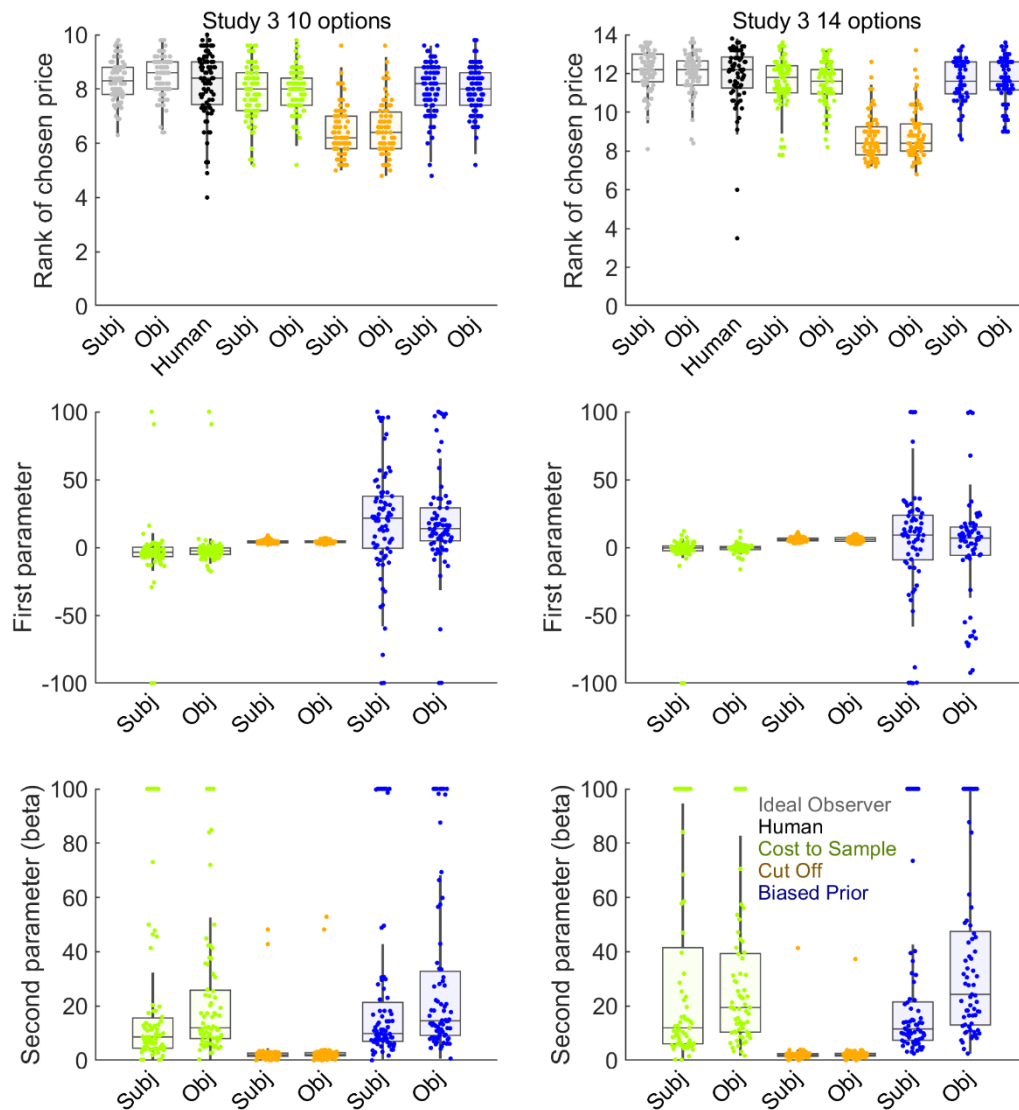 Study 3 10 options
Rank of chosen price
10
8
6
4
2
0
Subj
Obj
Human
Subj
Obj
Subj
Obj
Subj
Obj
Study 3 14 options
Rank of chosen price
14
12
10
8
6
4
2
0
Subj
Obj
Human
Subj
Obj
Subj
Obj
Subj
Obj
First parameter
100
50
0
-50
-100
Subj
Obj
Subj
Obj
Subj
Obj
First parameter
100
50
0
-50
-100
Subj
Obj
Subj
Obj
Subj
Obj
Second parameter (beta)
100
80
60
40
20
0
Subj
Obj
Subj
Obj
Subj
Obj
Second parameter (beta)
100
80
60
40
20
0
Ideal Observer
Human
Cost to Sample
Cut Off
Biased Prior
Subj
Obj
Subj
Obj
Subj
Obj